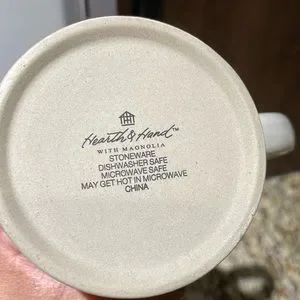 Hearth & Hand™
WITH MAGNOLIA
STONEWARE
DISHWASHER SAFE
MICROWAVE SAFE
MAY GET HOT IN MICROWAVE
CHINA